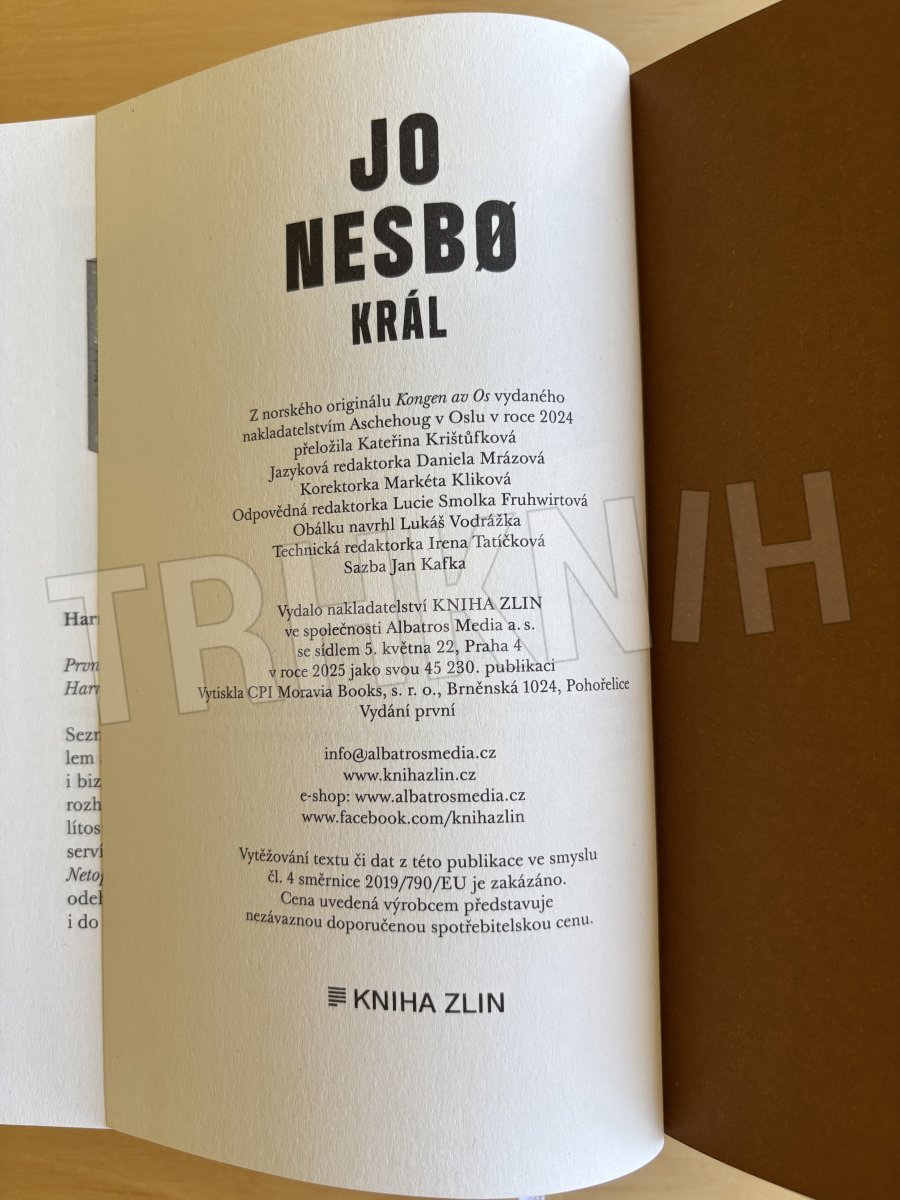 JO
NESBØ
KRÁL
Z norského originálu Kongen av Os vydaného
nakladatelstvím Aschehoug v Oslu v roce 2024
přeložila Kateřina Krištůfková
Jazyková redaktorka Daniela Mrázová
Korektorka Markéta Kliková
Odpovědná redaktorka Lucie Smolka Fruhwirtová
Obálku navrhl Lukáš Vodrážka
Technická redaktorka Irena Tatíčková
Sazba Jan Kafka
Vydalo nakladatelství KNIHA ZLIN
ve společnosti Albatros Media a. s.
se sídlem 5. května 22, Praha 4
v roce 2025 jako svou 45 230. publikaci
Vytiskla CPI Moravia Books, s. r. o., Brněnská 1024, Pohořelice
Vydání první
info@albatrosmedia.cz
www.knihazlin.cz
e-shop: www.albatrosmedia.cz
www.facebook.com/knihazlin
Vytěžování textu či dat z této publikace ve smyslu
čl. 4 směrnice 2019/790/EU je zakázáno.
Cena uvedená výrobcem představuje
nezávaznou doporučenou spotřebitelskou cenu.
KNIHA ZLIN
lem
i biz
i do
TRHKNIH